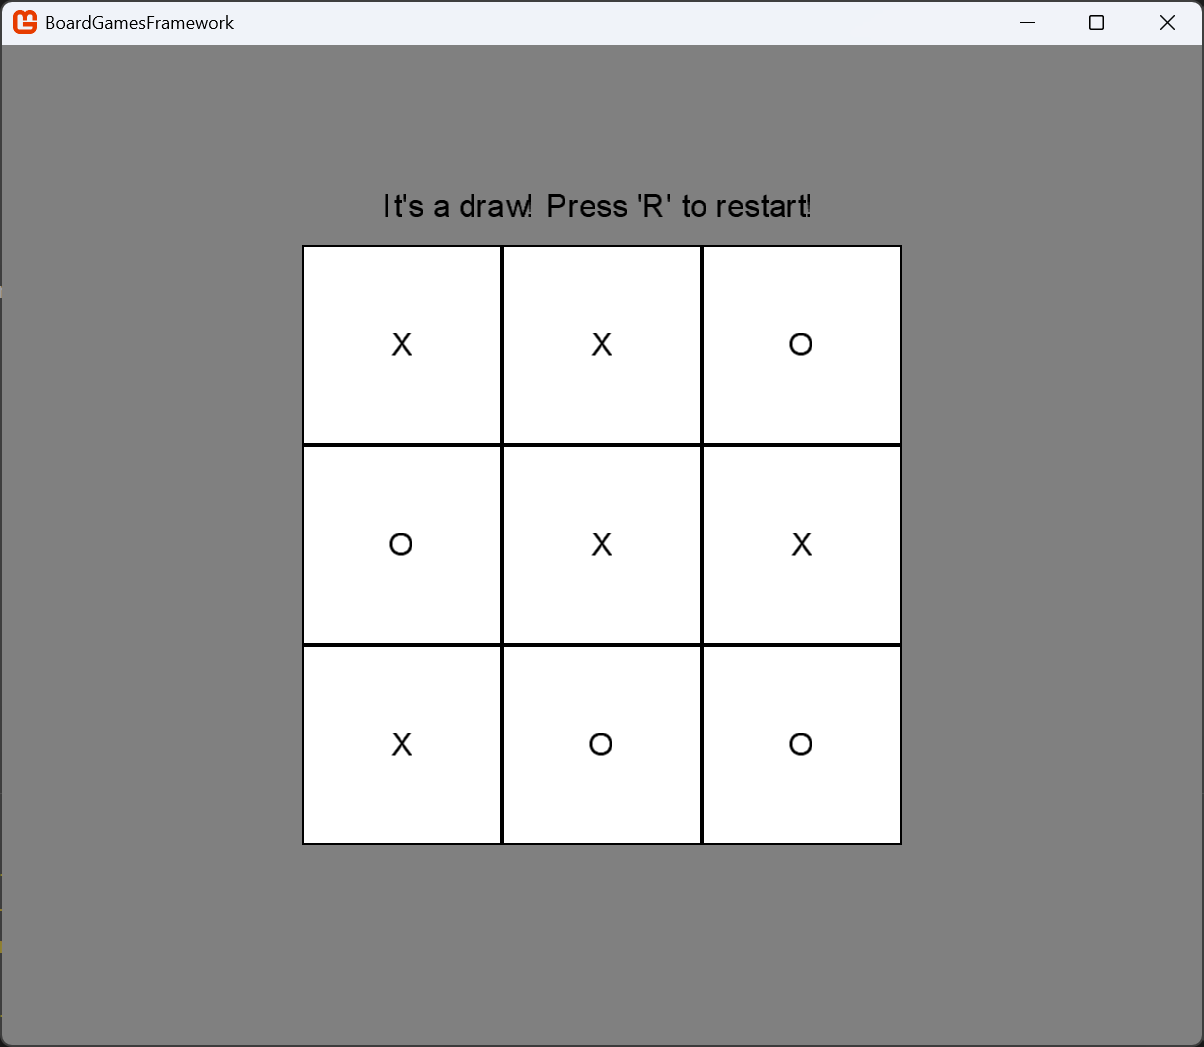 BoardGamesFramework
It's a draw! Press 'R' to restart!
X X O
O X X
X O O